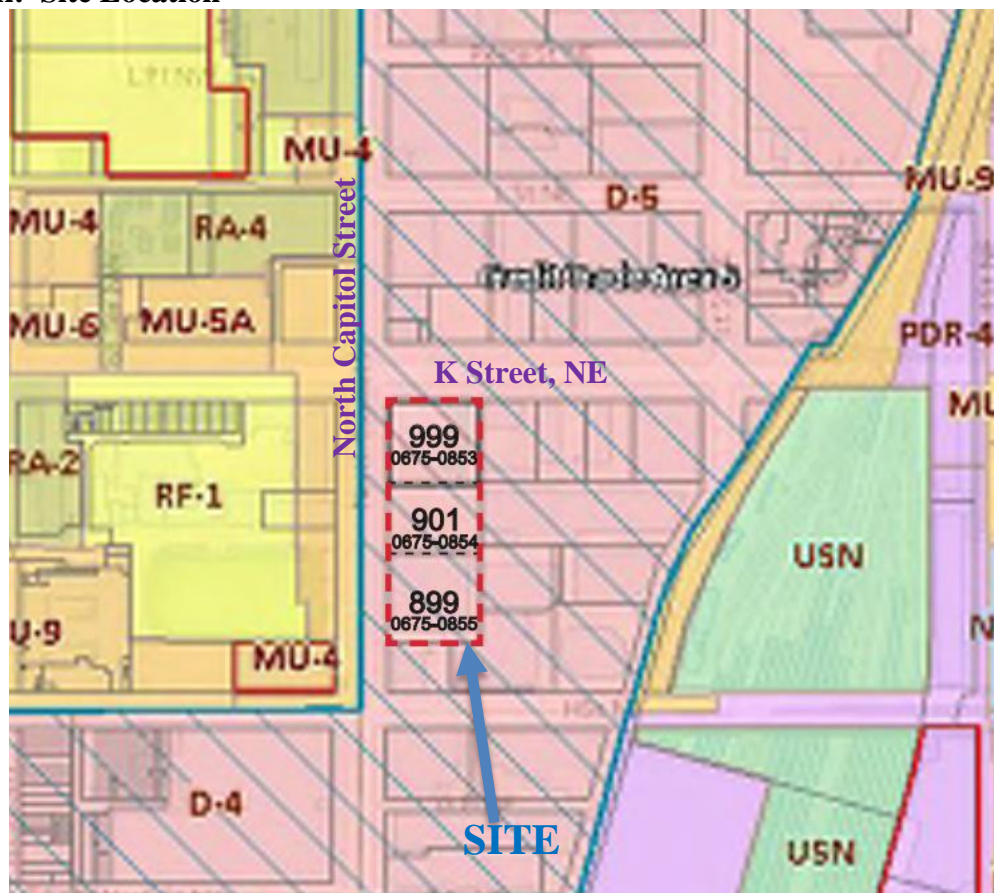 Site Location
MU-4
MU-9
D-5
MU-4
RA-4
MU-6
MU-5A
PDR-4
North Capitol Street
K Street, NE
MU
RA-2
RF-1
999
0675-0853
901
0675-0854
USN
899
0675-0855
U-9
N
MU-4
D-4
SITE
USN